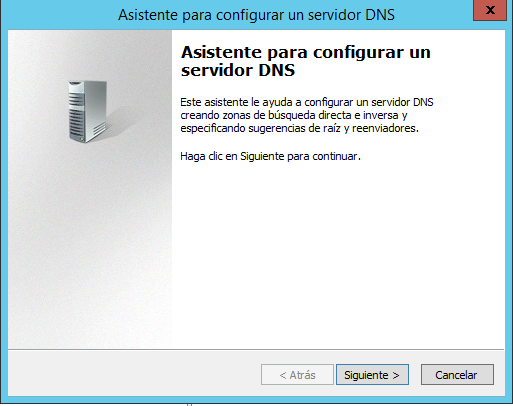 Asistente para configurar un servidor DNS
x
Asistente para configurar un
servidor DNS
Este asistente le ayuda a configurar un servidor DNS
creando zonas de búsqueda directa e inversa y
especificando sugerencias de raíz y reenviadores.
Haga clic en Siguiente para continuar.
< Atrás
Siguiente >
Cancelar